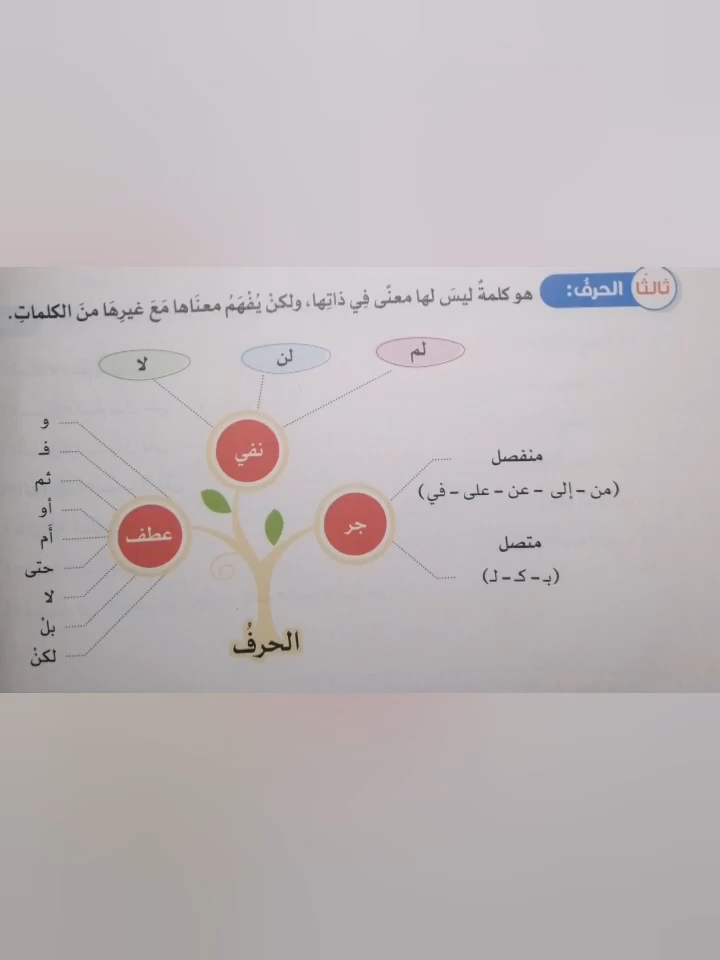 ثالثًا الحرفُ: هو كلمةٌ ليسَ لها معنًى فِي ذاتِها، ولكنْ يُفْهَمُ معنَاها مَعَ غيرِهَا منَ الكلماتِ.
لم
لن
لا
نفي
جر
منفصل
(من - إلى - عن - على - في)
متصل
(بـ - كـ - لـ)
عطف
و
فـ
ثم
أو
أم
حتى
لا
بلْ
لكنْ
الحرفُ